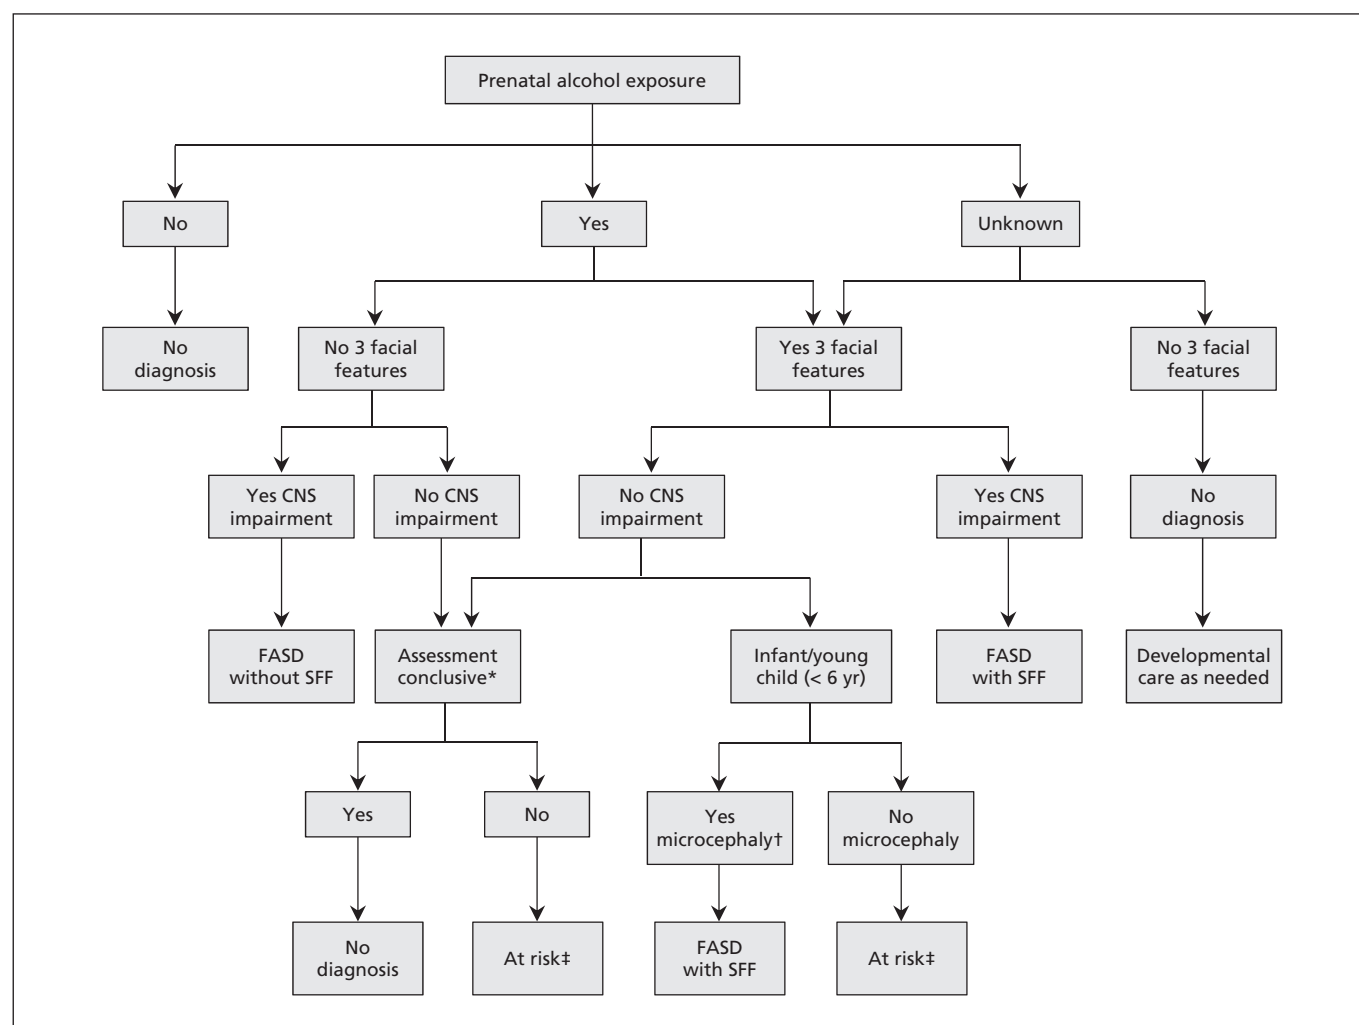 Prenatal alcohol exposure
No
Yes
Unknown
No
diagnosis
No 3 facial
features
Yes 3 facial
features
No 3 facial
features
Yes CNS
impairment
No CNS
impairment
No CNS
impairment
Yes CNS
impairment
No
diagnosis
FASD
without SFF
Assessment
conclusive*
Infant/young
child (< 6 yr)
FASD
with SFF
Developmental
care as needed
Yes
No
Yes
microcephaly†
No
microcephaly
No
diagnosis
At risk‡
FASD
with SFF
At risk‡